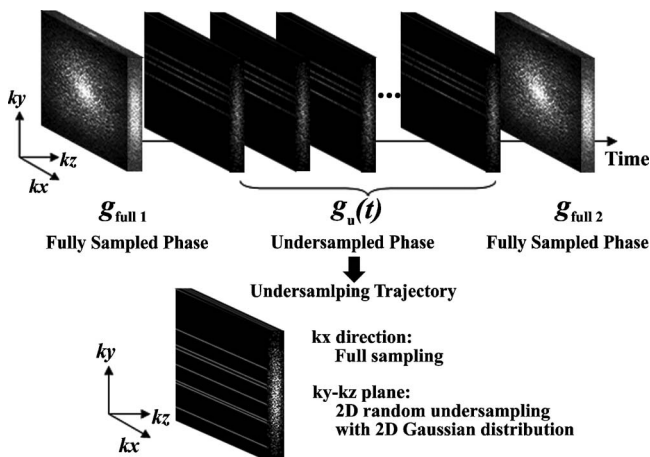 ky
kz
kx
Time
g full 1
g u(t)
g full 2
Fully Sampled Phase
Undersampled Phase
Fully Sampled Phase
Undersamlping Trajectory
ky
kz
kx
kx direction:
Full sampling
ky-kz plane:
2D random undersampling
with 2D Gaussian distribution